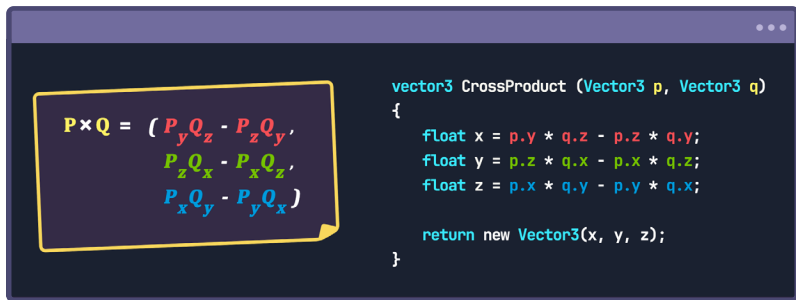 P×Q = ( PyQz - PzQy,
PzQx - PxQz,
PxQy - PyQx )
vector3 CrossProduct (Vector3 p, Vector3 q)
{
float x = p.y * q.z - p.z * q.y;
float y = p.z * q.x - p.x * q.z;
float z = p.x * q.y - p.y * q.x;
return new Vector3(x, y, z);
}